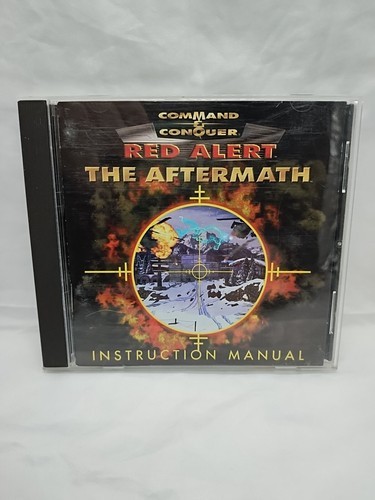 COMMAND
&
CONQUER
RED ALERT
THE AFTERMATH
INSTRUCTION MANUAL